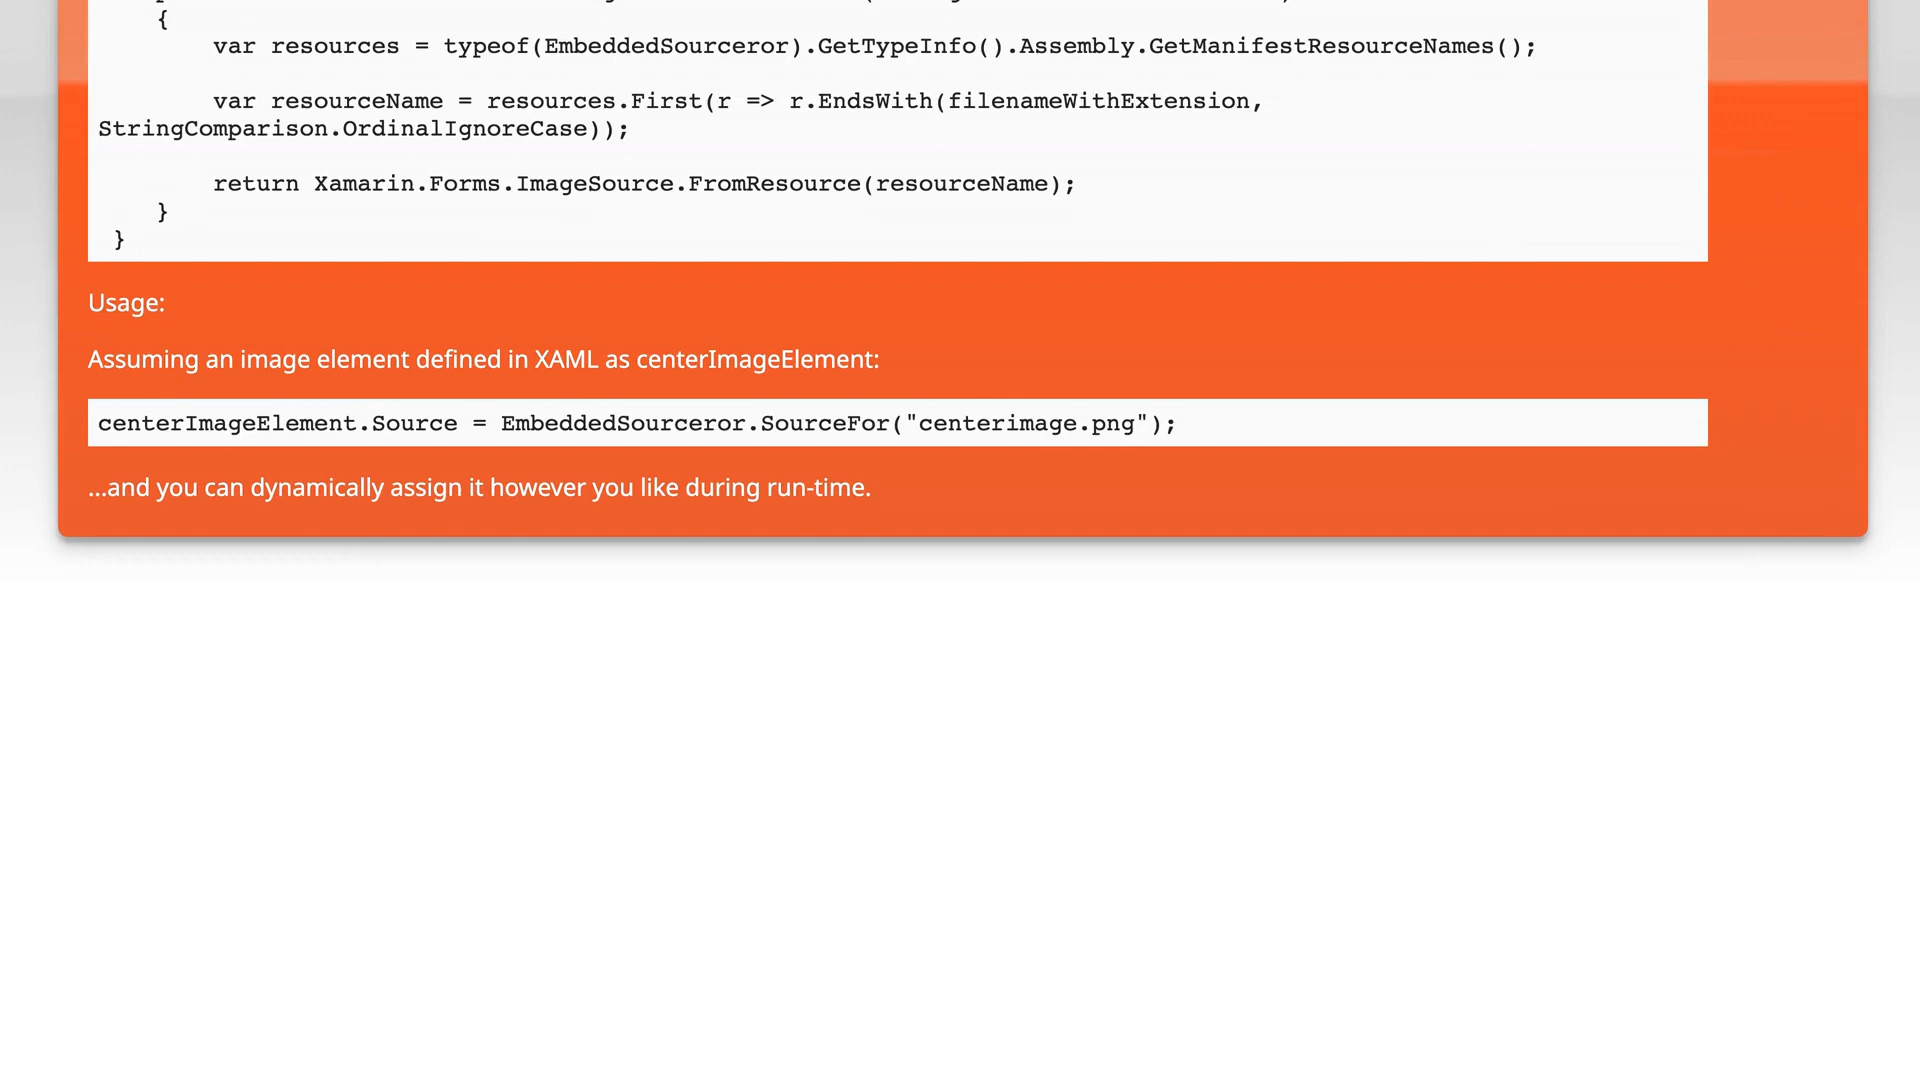 {
var resources = typeof(EmbeddedSourceror).GetTypeInfo().Assembly.GetManifestResourceNames();
var resourceName = resources.First(r => r.EndsWith(filenameWithExtension,
StringComparison.OrdinalIgnoreCase));
return Xamarin.Forms.ImageSource.FromResource(resourceName);
}
}
Usage:
Assuming an image element defined in XAML as centerImageElement:
centerImageElement.Source = EmbeddedSourceror.SourceFor("centerimage.png");
...and you can dynamically assign it however you like during run-time.